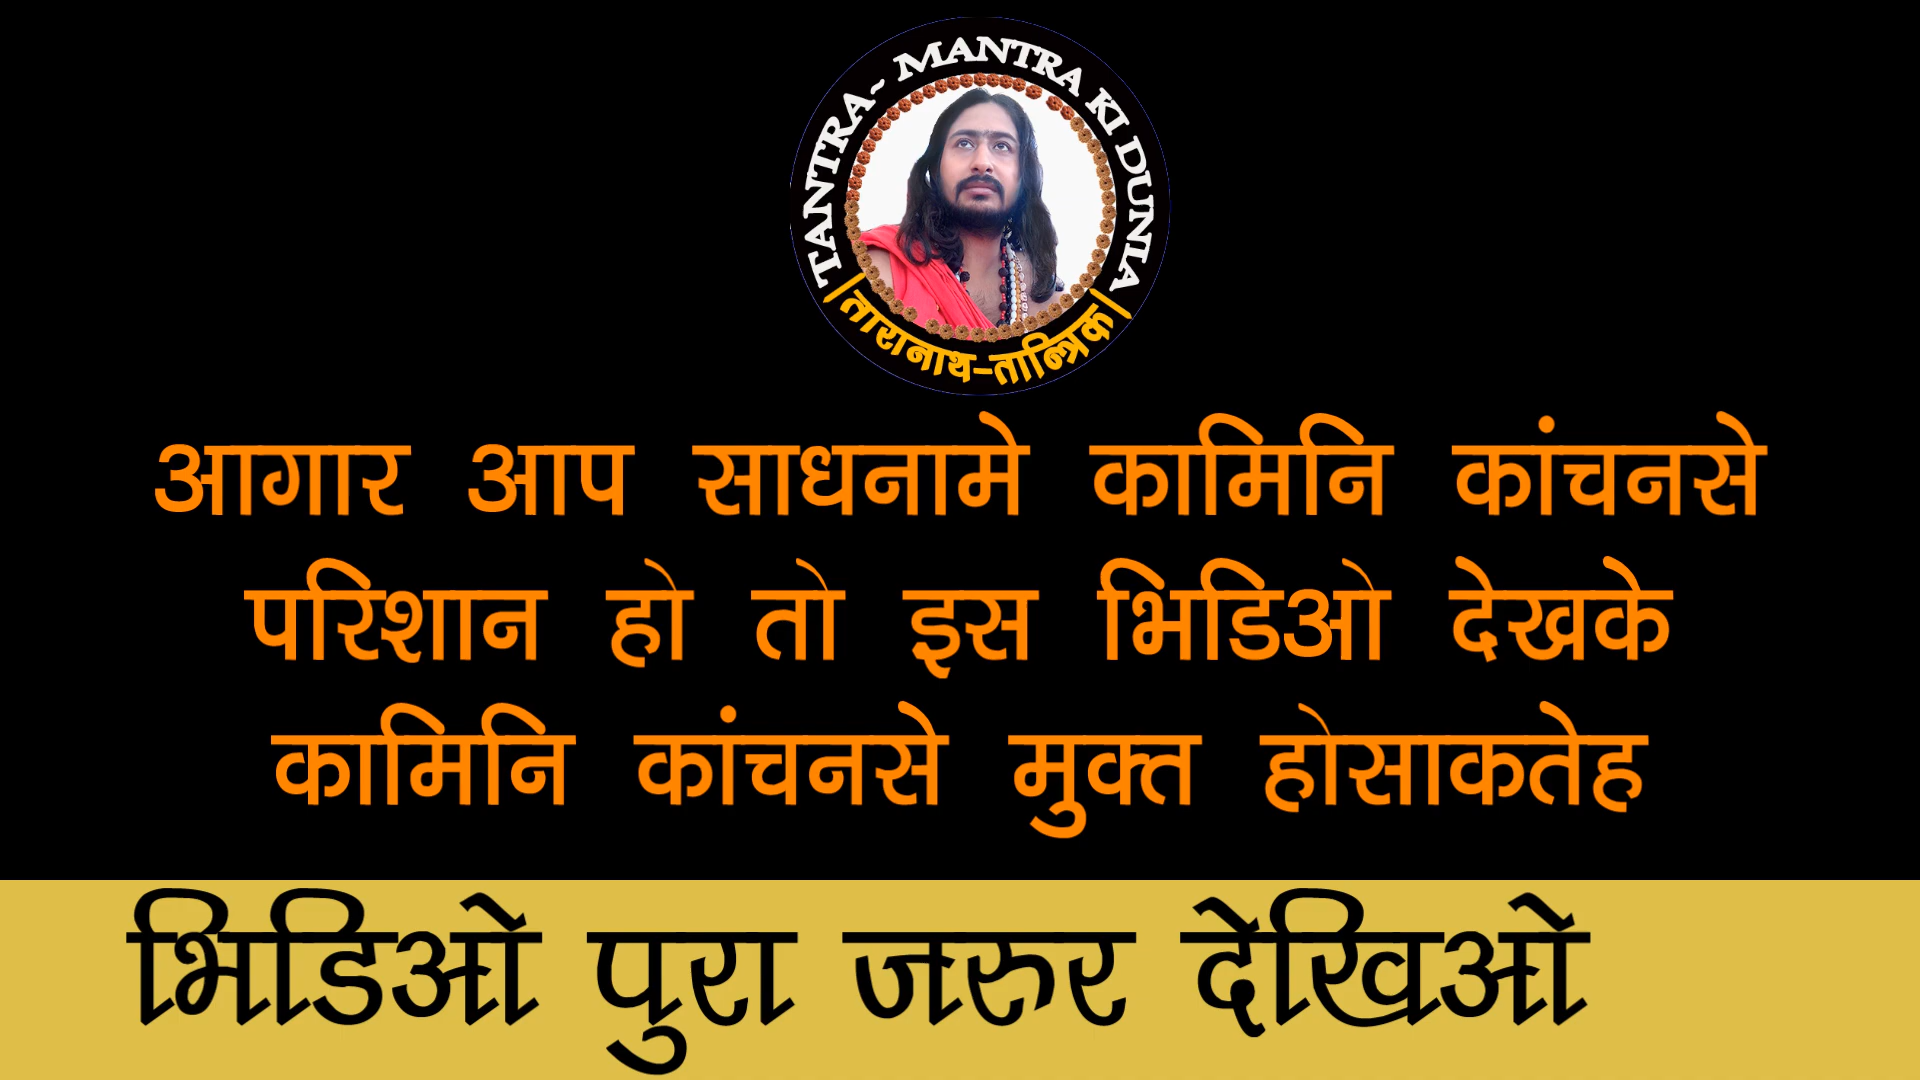 TANTRA~ MANTRA KI DUNIA
|तारानाथ-तान्त्रिक|
आगार आप साधनामे कामिनि कांचनसे
परिशान हो तो इस भिडिओ देखके
कामिनि कांचनसे मुक्त होसाकतेह
भिडिओ पुरा जरुर देखिओ